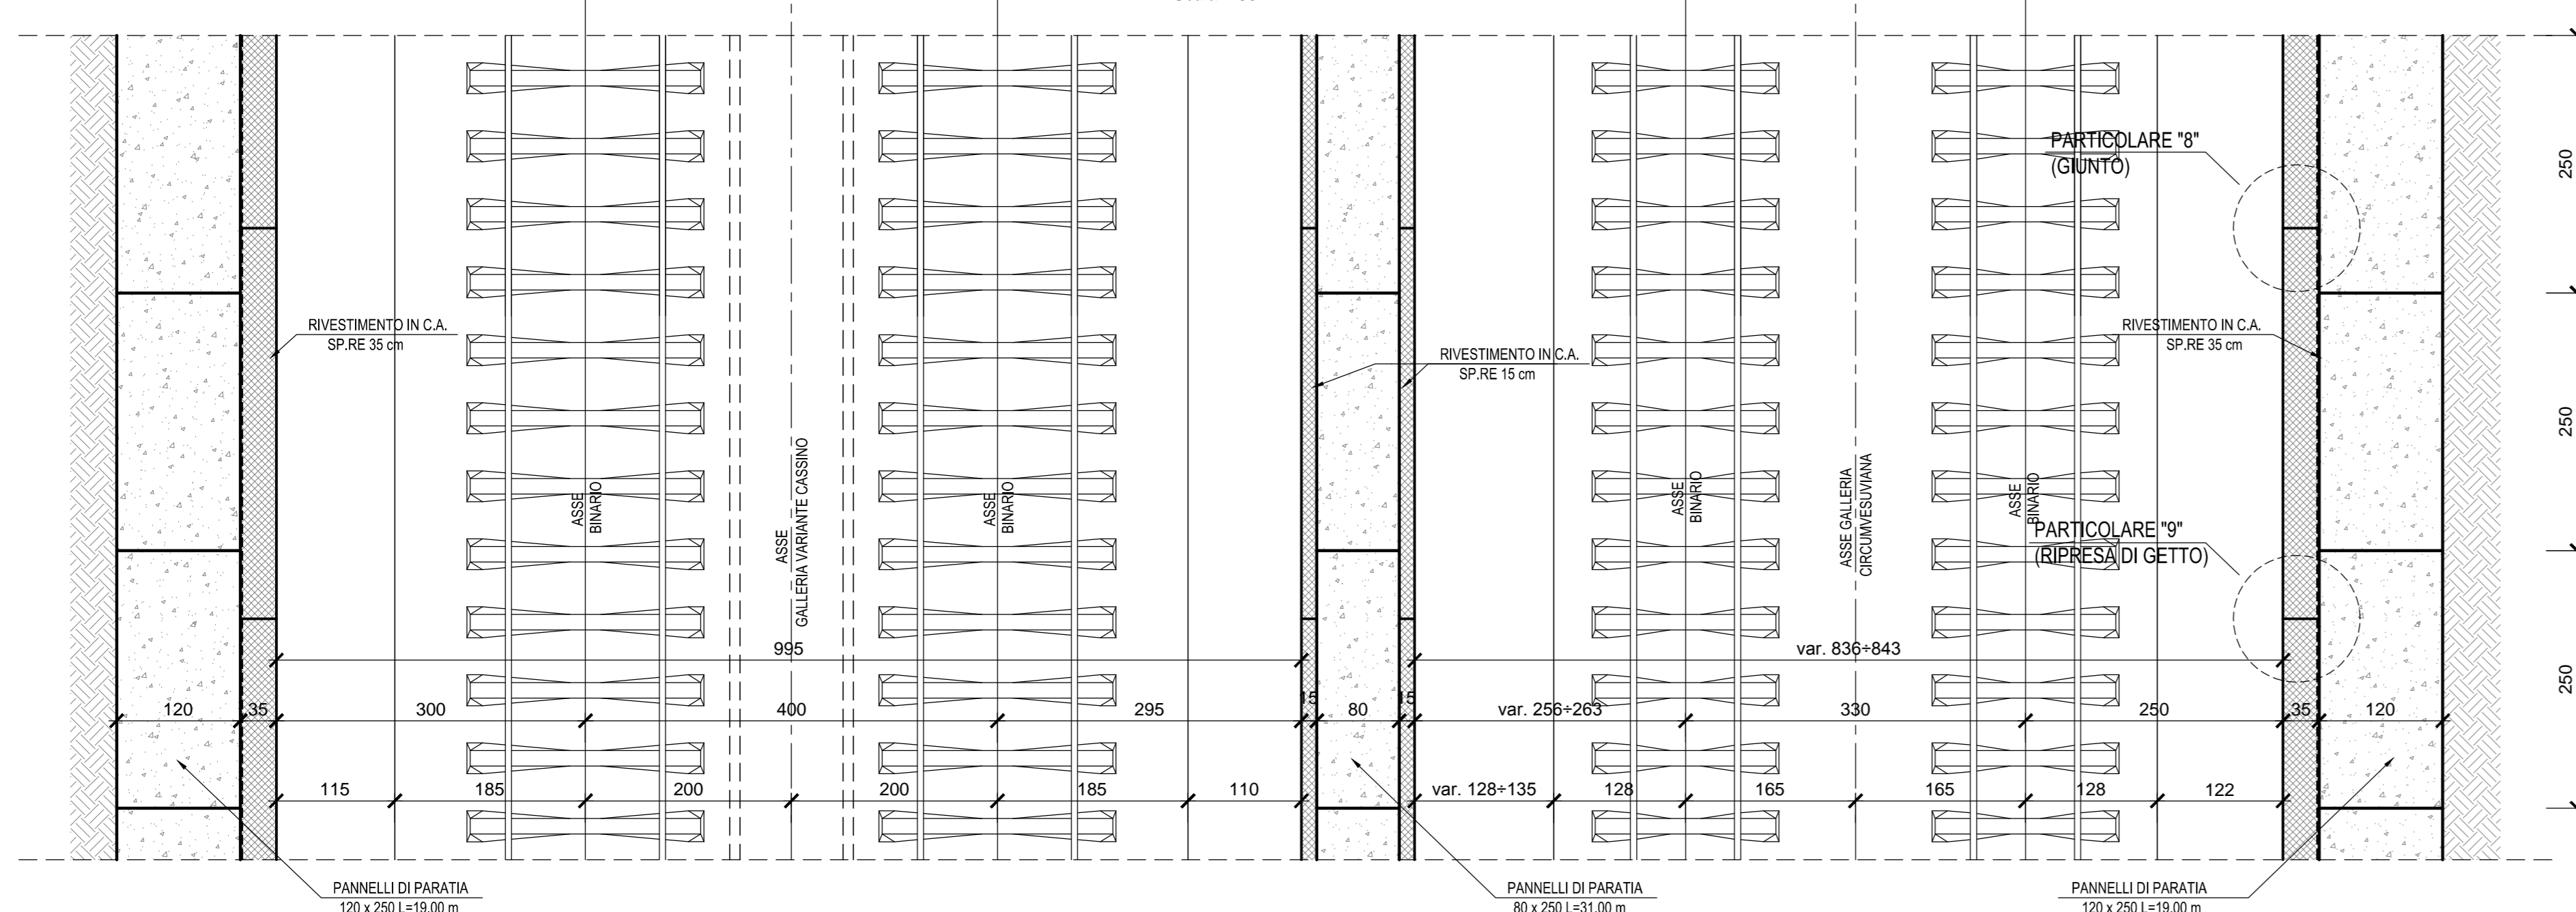 PARTICOLARE "8"
(GIUNTO)
250
RIVESTIMENTO IN C.A.
SP.RE 35 cm
RIVESTIMENTO IN C.A.
SP.RE 15 cm
RIVESTIMENTO IN C.A.
SP.RE 35 cm
250
ASSE
BINARIO
ASSE
GALLERIA VARIANTE CASSINO
ASSE
BINARIO
ASSE
BINARIO
ASSE GALLERIA
CIRCUMVESUVIANA
ASSE
BINARIO
PARTICOLARE "9"
(RIPRESA DI GETTO)
995
var. 836÷843
250
120 35 300 400 295 15 80 15 var. 256÷263 330 250 35 120
115 185 200 200 185 110 var. 128÷135 128 165 165 128 122
PANNELLI DI PARATIA
120 x 250 L=19,00 m
PANNELLI DI PARATIA
80 x 250 L=31,00 m
PANNELLI DI PARATIA
120 x 250 L=19,00 m